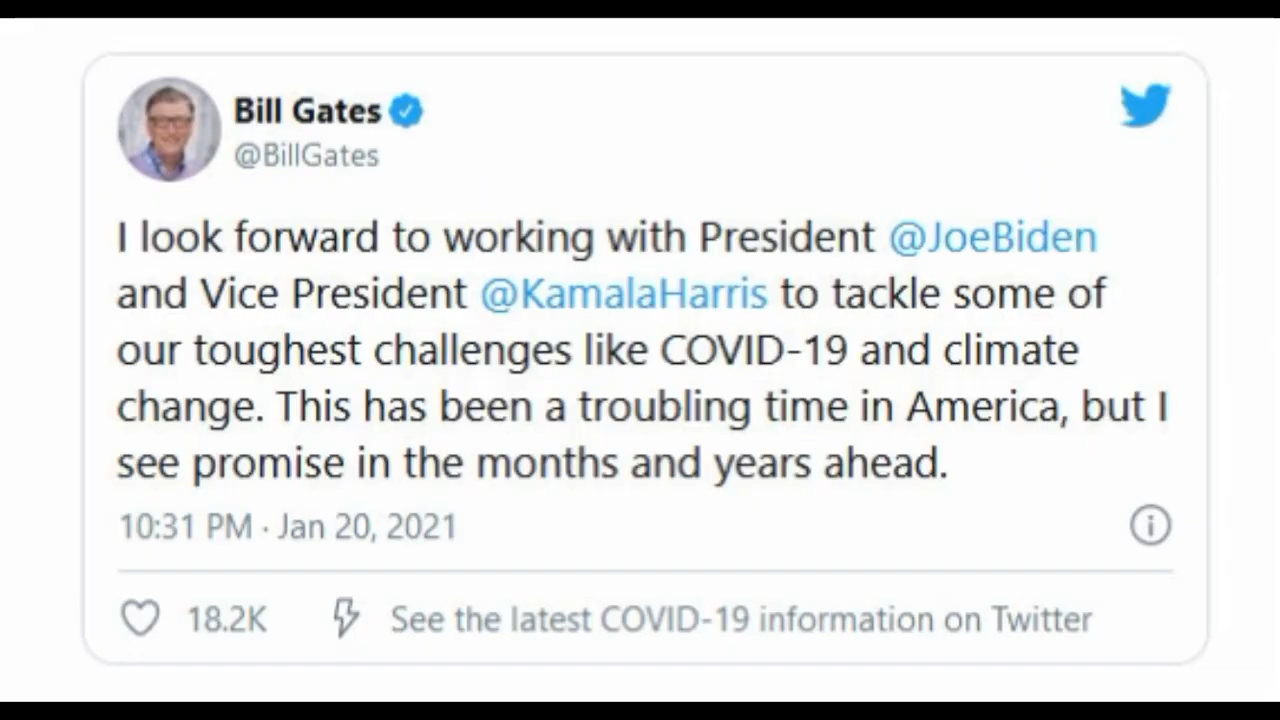 Bill Gates
@BillGates
I look forward to working with President @JoeBiden
and Vice President @KamalaHarris to tackle some of
our toughest challenges like COVID-19 and climate
change. This has been a troubling time in America, but I
see promise in the months and years ahead.
10:31 PM · Jan 20, 2021
18.2K See the latest COVID-19 information on Twitter